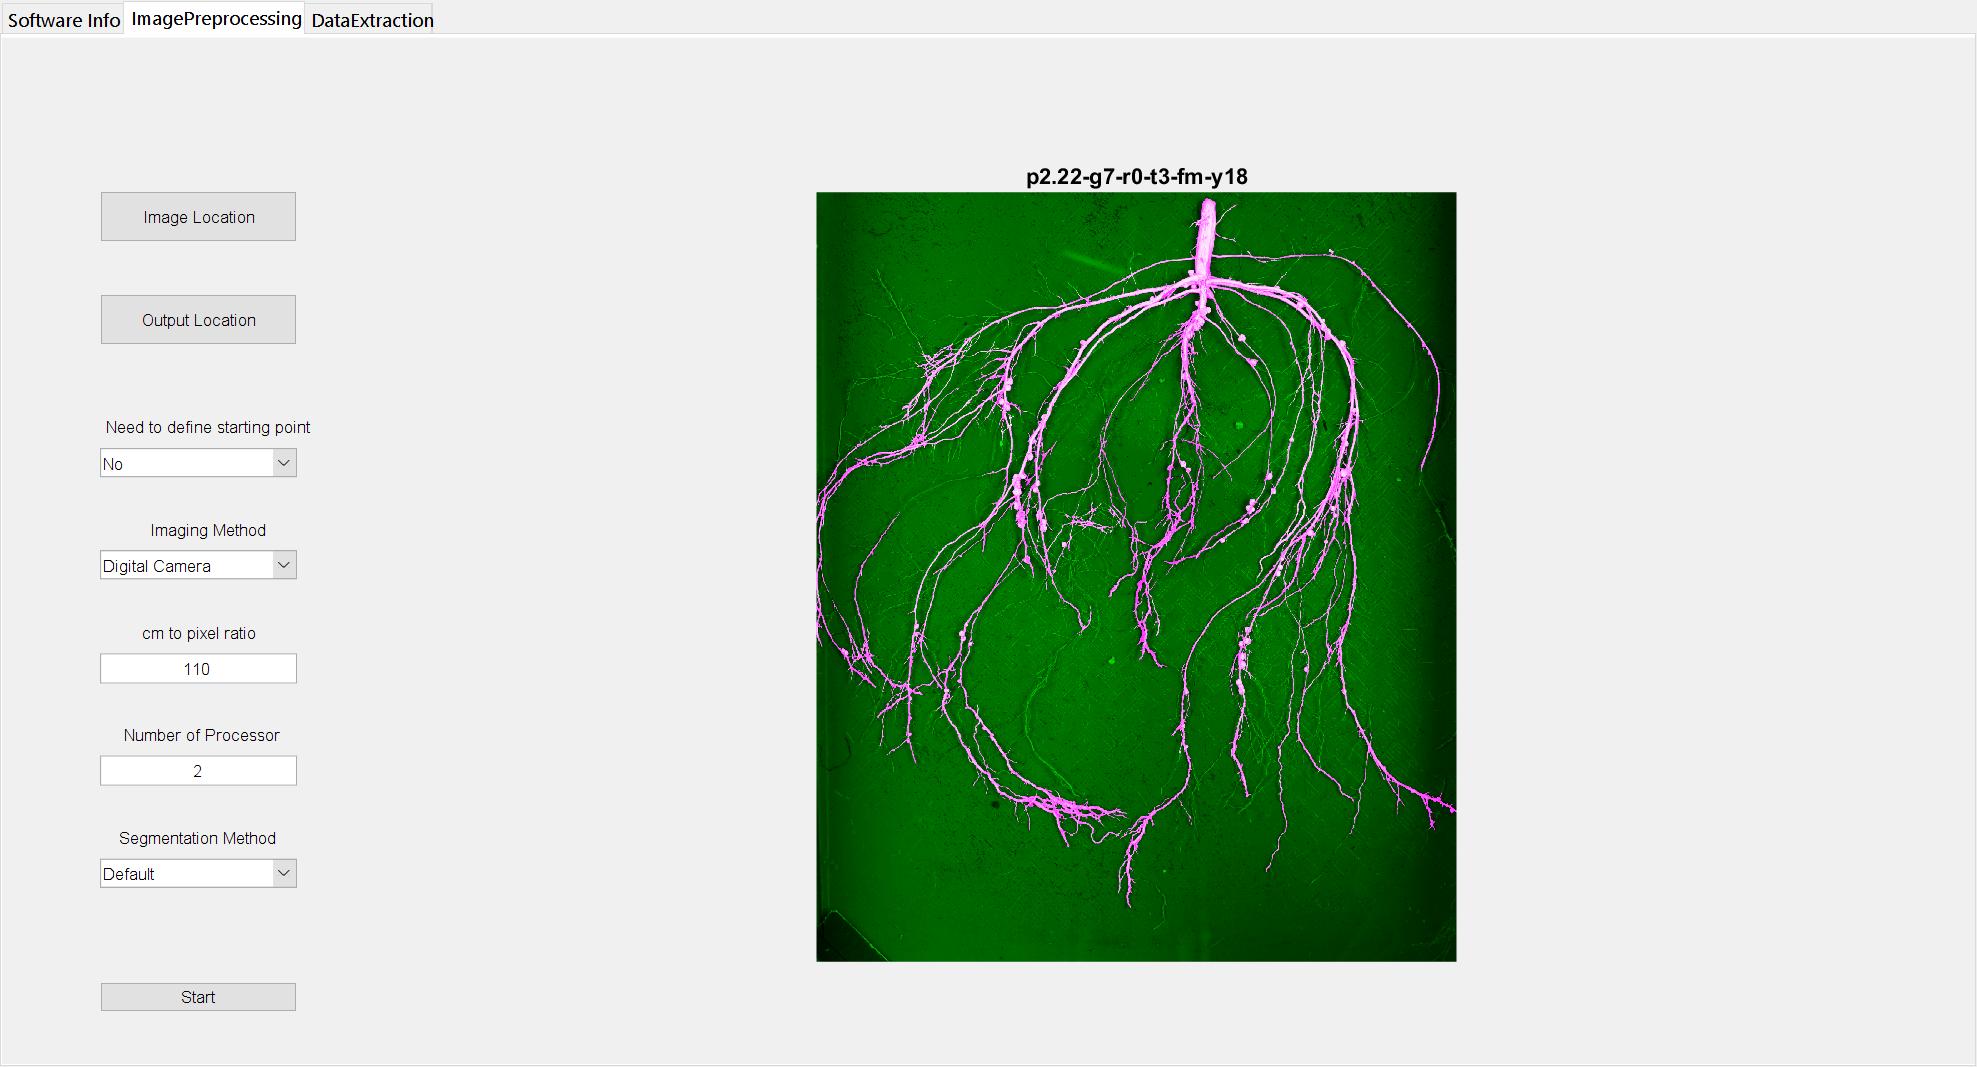 Software Info ImagePreprocessing DataExtraction
p2.22-g7-r0-t3-fm-y18
Image Location
Output Location
Need to define starting point
No
Imaging Method
Digital Camera
cm to pixel ratio
110
Number of Processor
2
Segmentation Method
Default
Start